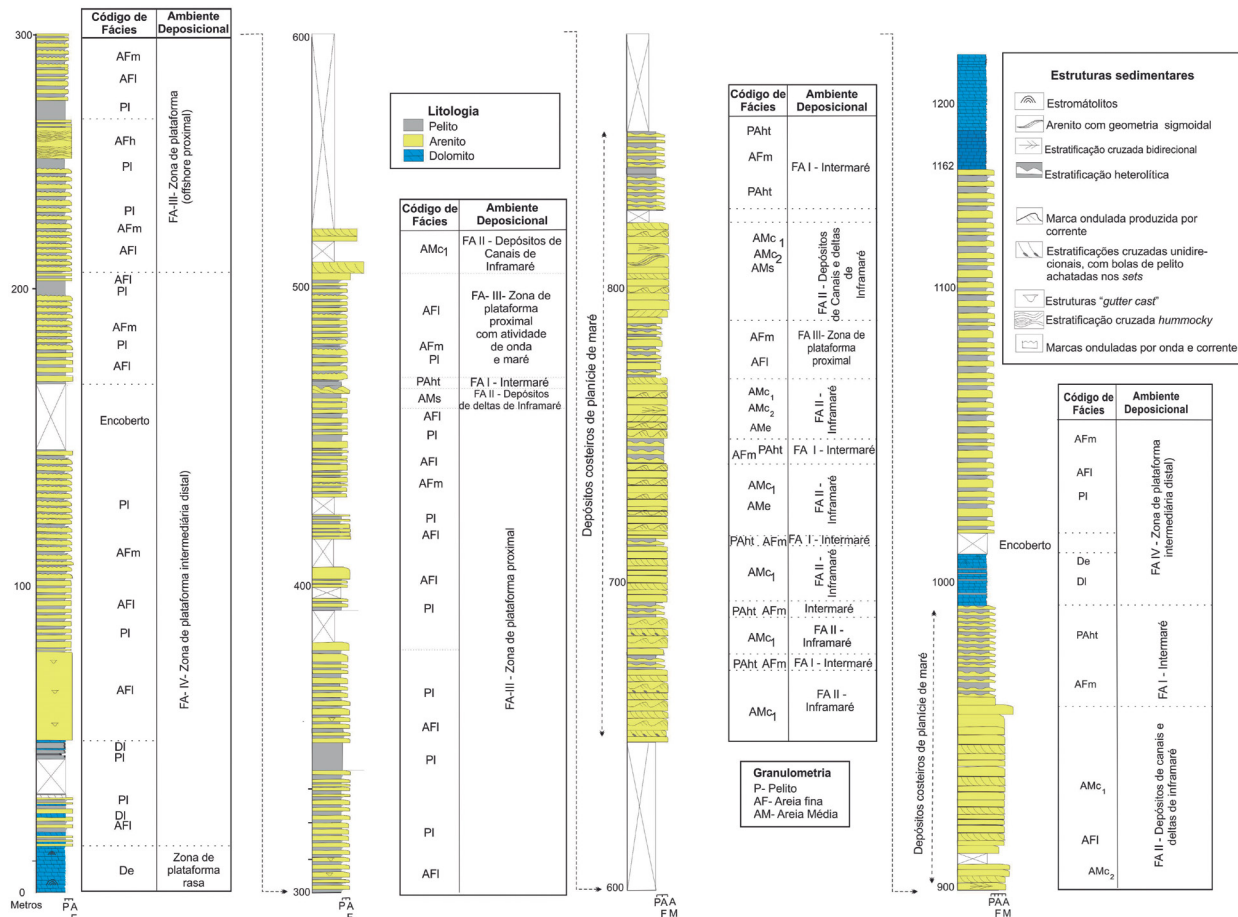 Código de Fácies
Ambiente Deposicional
300
AFm
AFl
Pl
AFh
Pl
Pl
AFm
AFl
FA-III- Zona de plataforma
(offshore proximal)
AFl
Pl
200
AFm
Pl
AFl
Encoberto
Pl
AFm
100
AFl
Pl
AFl
Dl
Pl
Pl
Dl
AFl
FA- IV- Zona de plataforma intermediária distal
De
Zona de
plataforma
rasa
0
Metros
P A
F
600
Litologia
Pelito
Arenito
Dolomito
Código de Fácies
Ambiente Deposicional
AMc1
FA II - Depósitos de
Canais de
Inframaré
500
AFl
AFm
Pl
FA- III- Zona de
plataforma
proximal
com atividade
de onda
e maré
PAht
FA I - Intermaré
AMs
FA II - Depósitos
de deltas de Inframaré
AFl
Pl
AFl
AFm
Pl
AFl
AFl
400
Pl
Pl
AFl
Pl
Pl
AFl
FA-III - Zona de plataforma proximal
300
P A
F
Depósitos costeiros de planície de maré
800
700
600
P A A
F M
Código de Fácies
Ambiente Deposicional
PAht
AFm
PAht
FA I - Intermaré
AMc1
AMc2
AMs
FA II - Depósitos
de Canais e deltas
de
Inframaré
AFm
AFl
FA III- Zona de
plataforma
proximal
AMc1
AMc2
AMe
FA II -
Inframaré
AFm PAht
FA I - Intermaré
AMc1
AMe
FA II -
Inframaré
PAht AFm
FA I - Intermaré
AMc1
FA II -
Inframaré
PAht AFm
Intermaré
AMc1
FA II -
Inframaré
PAht AFm
FA I - Intermaré
AMc1
FA II -
Inframaré
Granulometria
P- Pelito
AF- Areia fina
AM- Areia Média
1200
1162
1100
Encoberto
1000
Depósitos costeiros de planície de maré
900
P A A
F M
Estruturas sedimentares
Estromátolitos
Arenito com geometria sigmoidal
Estratificação cruzada bidirecional
Estratificação heterolítica
Marca ondulada produzida por
corrente
Estratificações cruzadas unidire-
cionais, com bolas de pelito
achatadas nos sets
Estruturas “gutter cast”
Estratificação cruzada hummocky
Marcas onduladas por onda e corrente
Código de Fácies
Ambiente Deposicional
AFm
AFl
Pl
De
Dl
FA IV - Zona de plataforma
intermediária distal
PAht
AFm
FA I - Intermaré
AMc1
AFl
AMc2
FA II - Depósitos de canais e
deltas de inframaré